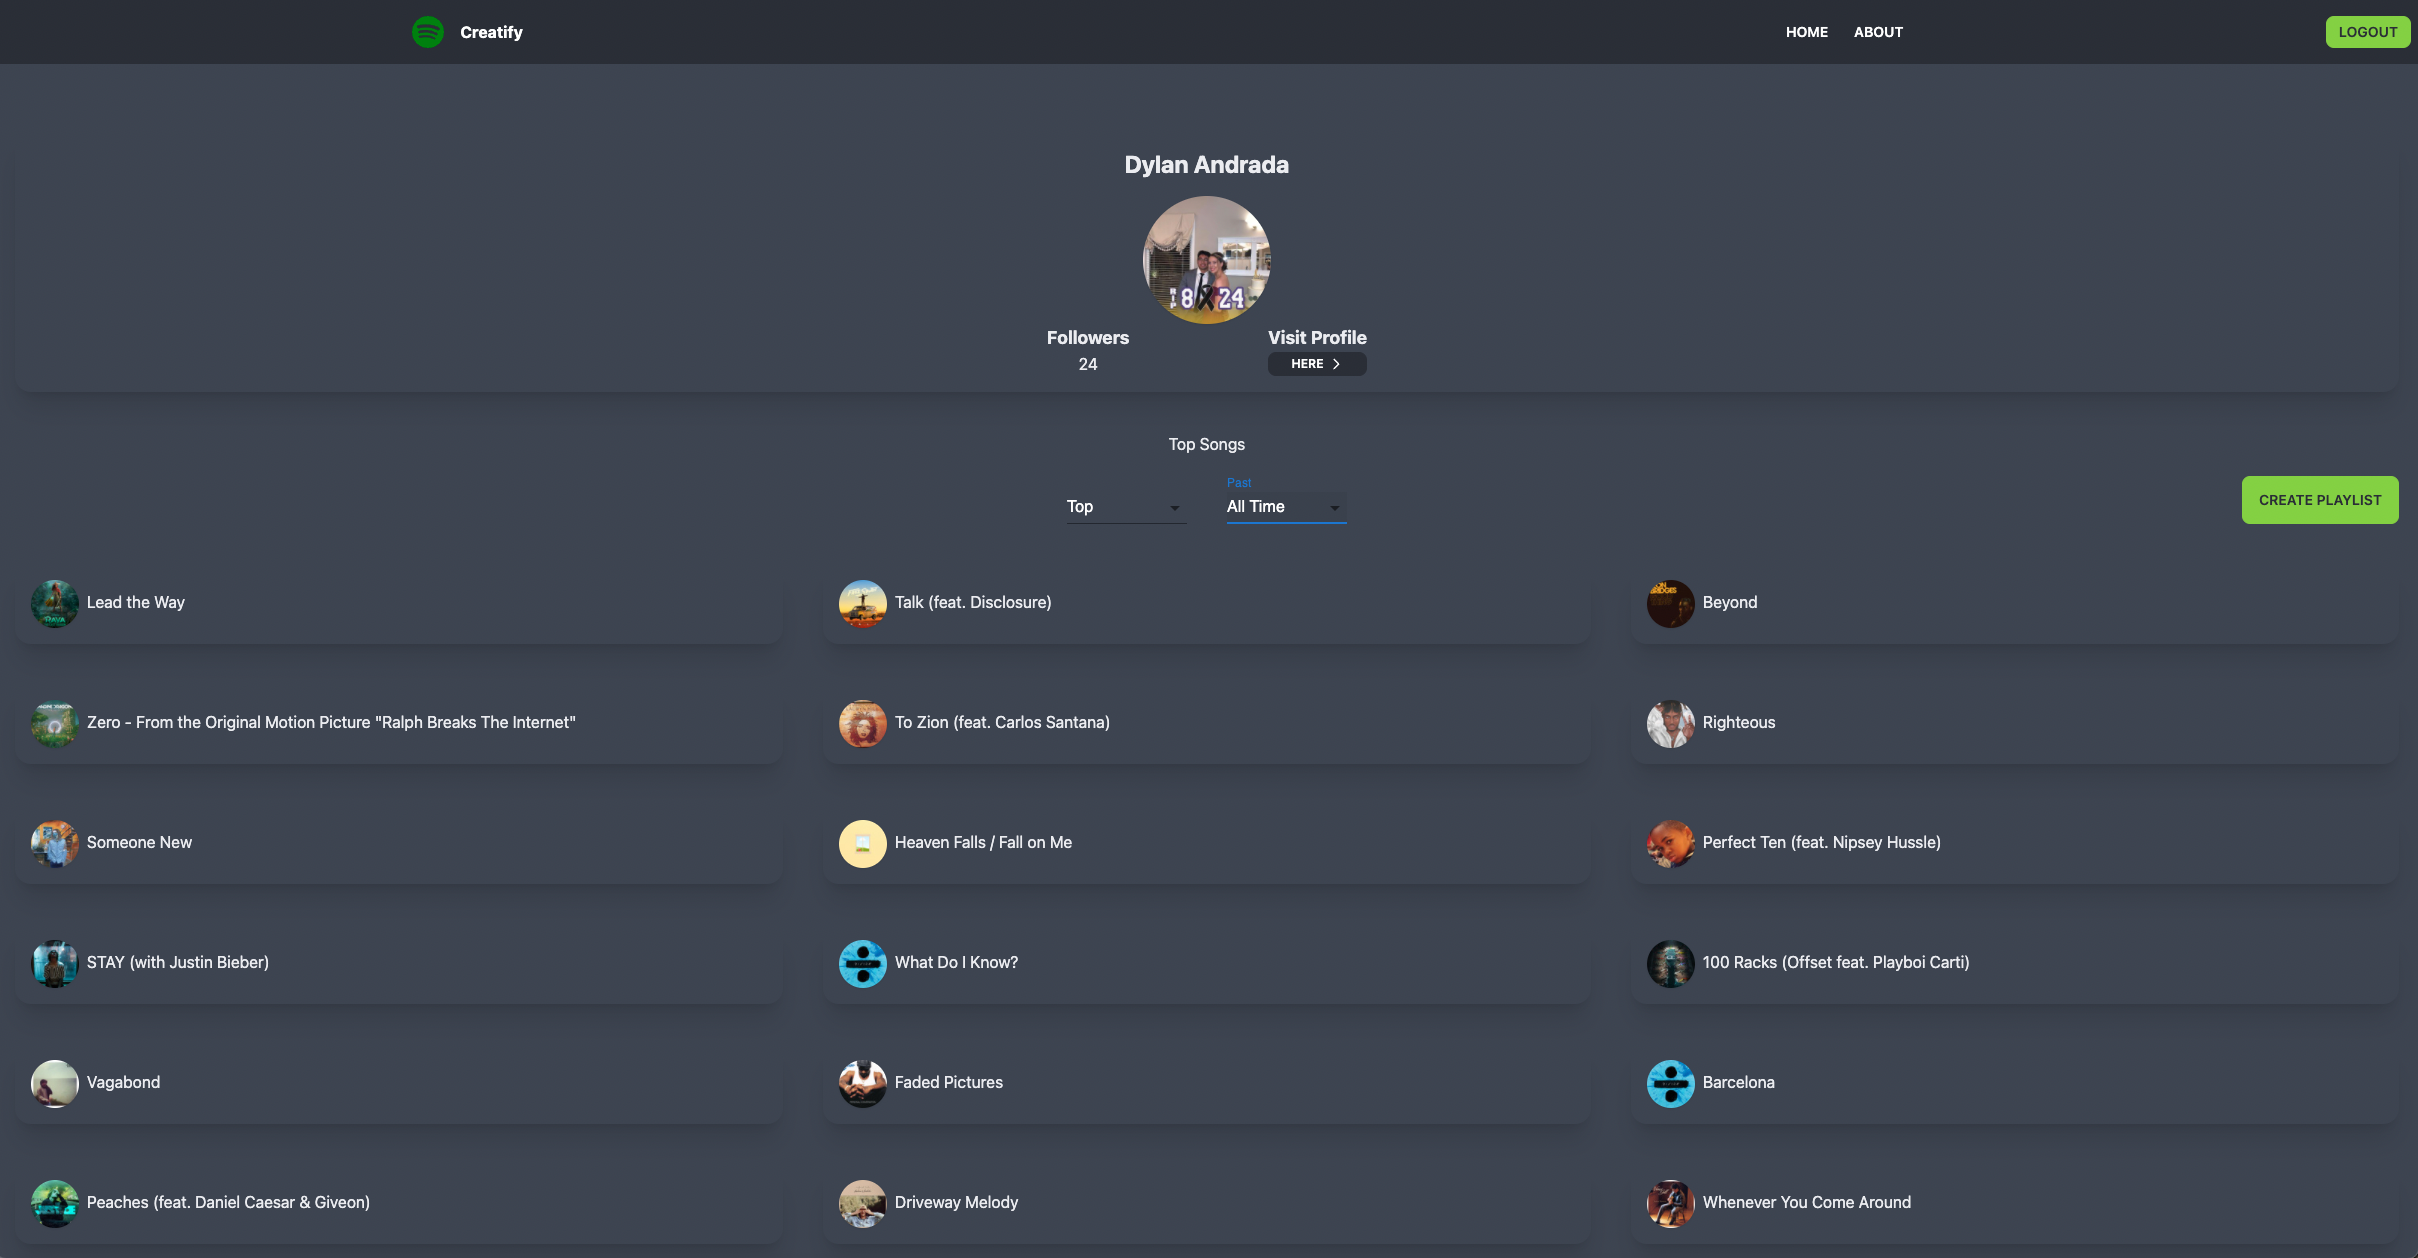 Creatify
HOME
ABOUT
LOGOUT
Dylan Andrada
RIP 8 24
Followers
Visit Profile
24
HERE
Top Songs
Past
Top
All Time
CREATE PLAYLIST
Lead the Way
Talk (feat. Disclosure)
Beyond
Zero - From the Original Motion Picture "Ralph Breaks The Internet"
To Zion (feat. Carlos Santana)
Righteous
Someone New
Heaven Falls / Fall on Me
Perfect Ten (feat. Nipsey Hussle)
STAY (with Justin Bieber)
What Do I Know?
100 Racks (Offset feat. Playboi Carti)
Vagabond
Faded Pictures
Barcelona
Peaches (feat. Daniel Caesar & Giveon)
Driveway Melody
Whenever You Come Around